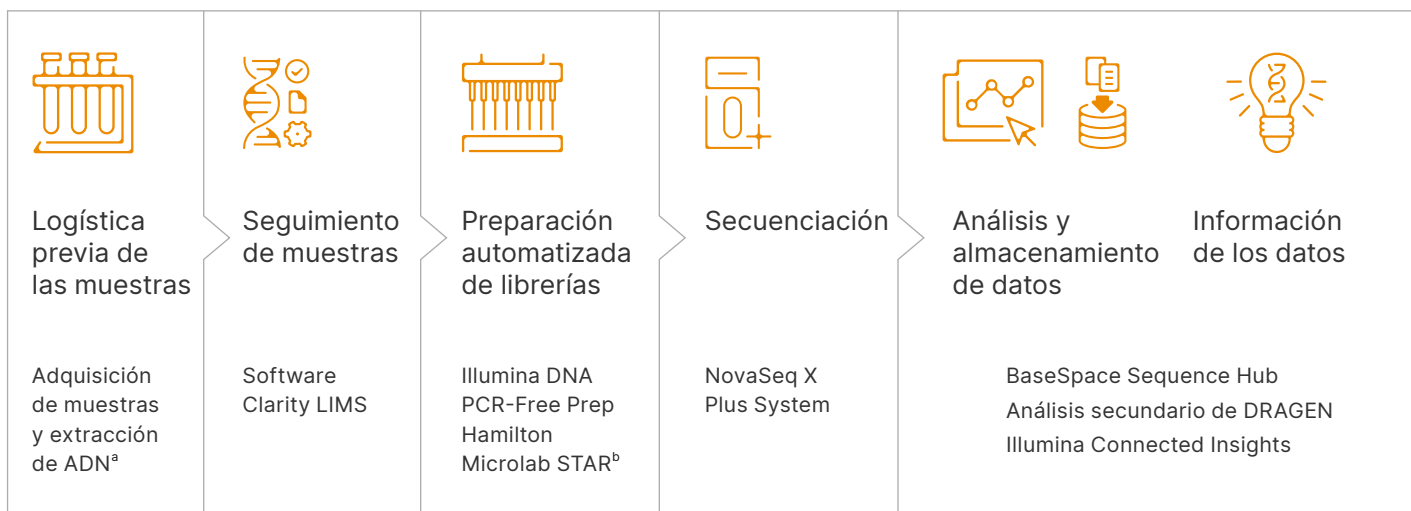 Logística
previa de
las muestras
Seguimiento
de muestras
Preparación
automatizada
de librerías
Secuenciación
Análisis y
almacenamiento
de datos
Información
de los datos
Adquisición
de muestras
y extracción
de ADNᵃ
Software
Clarity LIMS
Illumina DNA
PCR-Free Prep
Hamilton
Microlab STARᵇ
NovaSeq X
Plus System
BaseSpace Sequence Hub
Análisis secundario de DRAGEN
Illumina Connected Insights